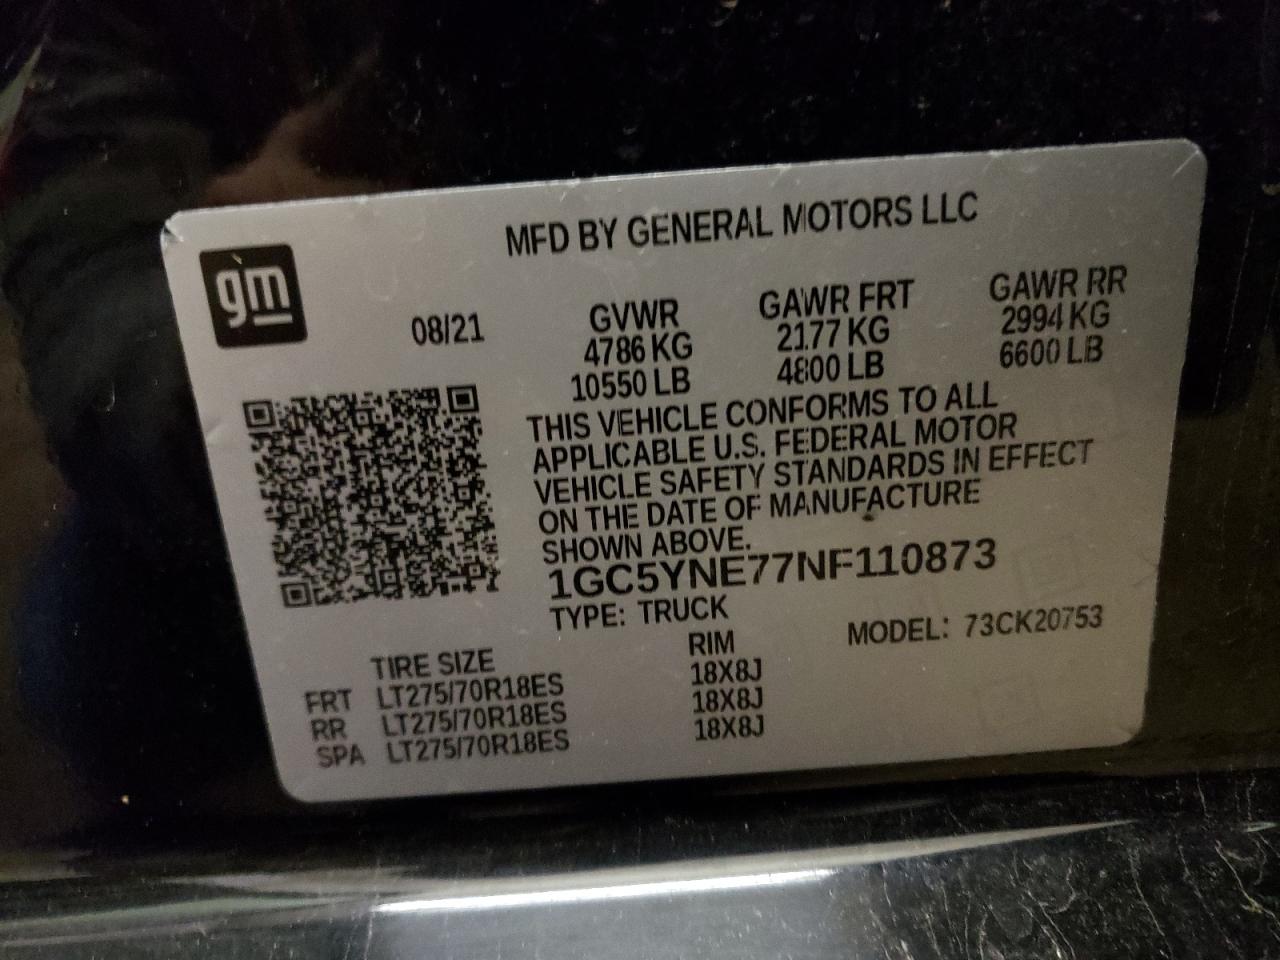 MFD BY GENERAL MOTORS LLC
gm
08/21
GVWR GAWR FRT GAWR RR
4786 KG 2177 KG 2994 KG
10550 LB 4800 LB 6600 LB
THIS VEHICLE CONFORMS TO ALL
APPLICABLE U.S. FEDERAL MOTOR
VEHICLE SAFETY STANDARDS IN EFFECT
ON THE DATE OF MANUFACTURE
SHOWN ABOVE.
1GC5YNE77NF110873
TYPE: TRUCK
MODEL: 73CK20753
TIRE SIZE RIM
FRT LT275/70R18ES 18X8J
RR LT275/70R18ES 18X8J
SPA LT275/70R18ES 18X8J